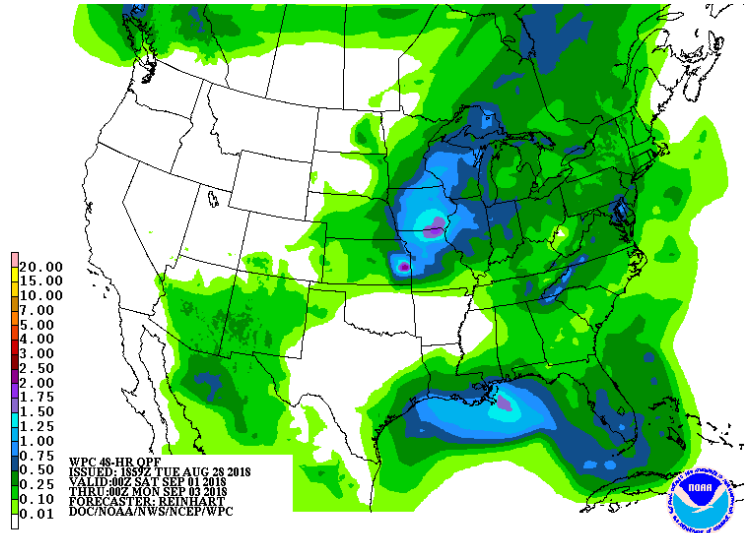 20.00
15.00
10.00
7.00
5.00
4.00
3.00
2.50
2.00
1.75
1.50
1.25
1.00
0.75
0.50
0.25
0.10
0.01
WPC 48-HR QPF
ISSUED: 1859Z TUE AUG 28 2018
VALID:00Z SAT SEP 01 2018
THRU:00Z MON SEP 03 2018
FORECASTER: REINHART
DOC/NOAA/NWS/NCEP/WPC
NOAA